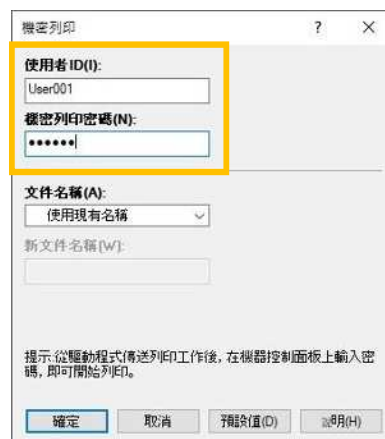 機密列印 ? ×
使用者ID(I):
User001
機密列印密碼(N):
••••••
文件名稱(A):
使用現有名稱
新文件名稱(W):
提示:從驅動程式傳送列印工作後, 在機器控制面板上輸入密
碼, 即可開始列印。
確定 取消 預設值(D) 說明(H)